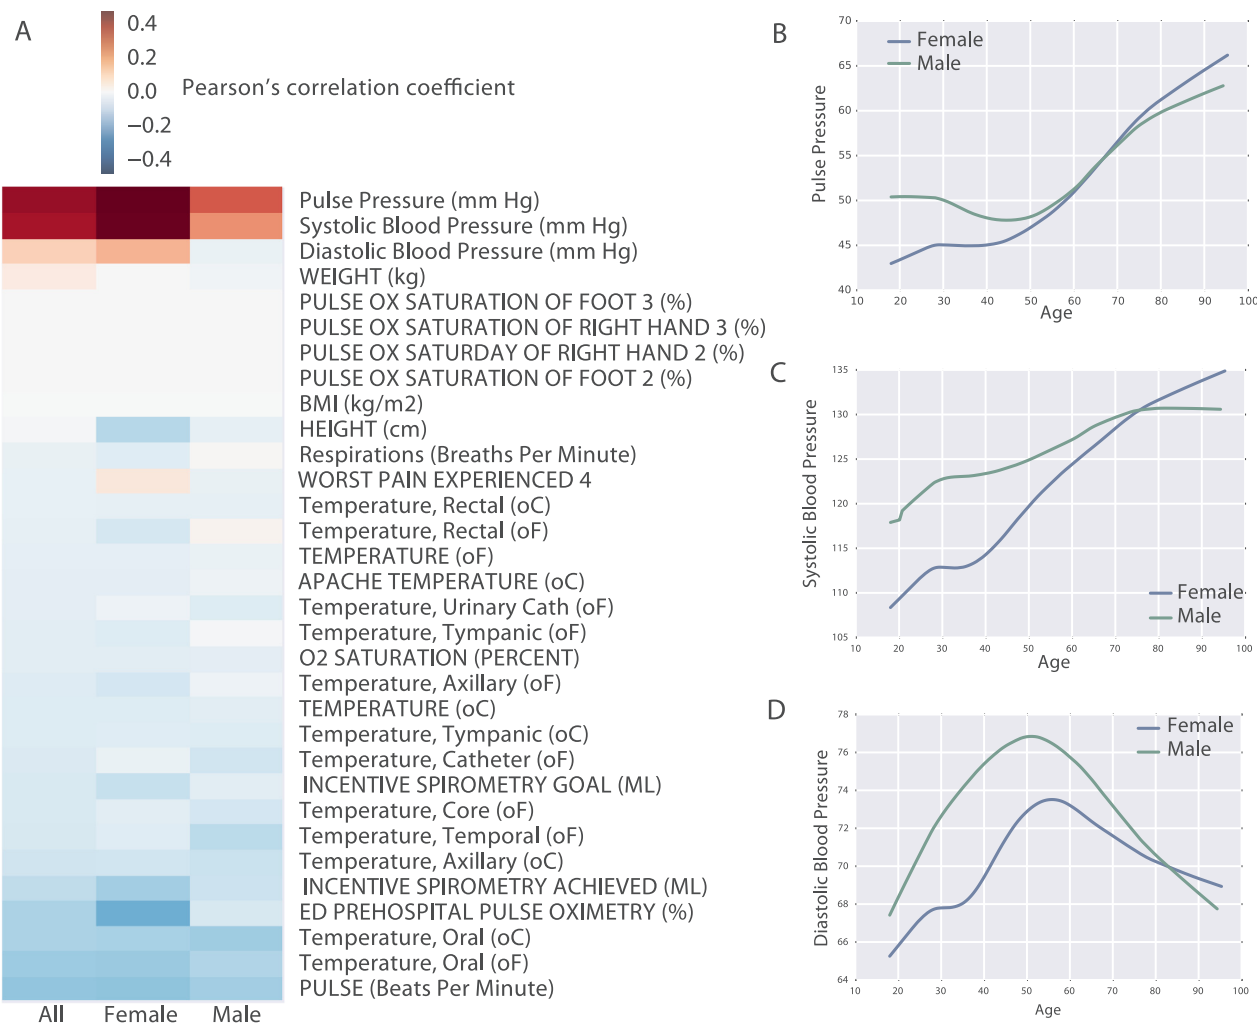 A
0.4
0.2
0.0
−0.2
−0.4
Pearson's correlation coefficient
Pulse Pressure (mm Hg)
Systolic Blood Pressure (mm Hg)
Diastolic Blood Pressure (mm Hg)
WEIGHT (kg)
PULSE OX SATURATION OF FOOT 3 (%)
PULSE OX SATURATION OF RIGHT HAND 3 (%)
PULSE OX SATURDAY OF RIGHT HAND 2 (%)
PULSE OX SATURATION OF FOOT 2 (%)
BMI (kg/m2)
HEIGHT (cm)
Respirations (Breaths Per Minute)
WORST PAIN EXPERIENCED 4
Temperature, Rectal (oC)
Temperature, Rectal (oF)
TEMPERATURE (oF)
APACHE TEMPERATURE (oC)
Temperature, Urinary Cath (oF)
Temperature, Tympanic (oF)
O2 SATURATION (PERCENT)
Temperature, Axillary (oF)
TEMPERATURE (oC)
Temperature, Tympanic (oC)
Temperature, Catheter (oF)
INCENTIVE SPIROMETRY GOAL (ML)
Temperature, Core (oF)
Temperature, Temporal (oF)
Temperature, Axillary (oC)
INCENTIVE SPIROMETRY ACHIEVED (ML)
ED PREHOSPITAL PULSE OXIMETRY (%)
Temperature, Oral (oC)
Temperature, Oral (oF)
PULSE (Beats Per Minute)
All Female Male
B
Pulse Pressure
70
65
60
55
50
45
40
Female
Male
10 20 30 40 50 60 70 80 90 100
Age
C
Systolic Blood Pressure
135
130
125
120
115
110
105
Female
Male
10 20 30 40 50 60 70 80 90 100
Age
D
Diastolic Blood Pressure
78
76
74
72
70
68
66
64
Female
Male
10 20 30 40 50 60 70 80 90 100
Age